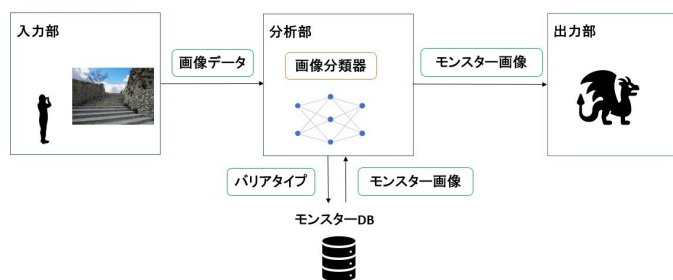 入力部
分析部
出力部
画像データ
画像分類器
モンスター画像
バリアタイプ
モンスター画像
モンスターDB